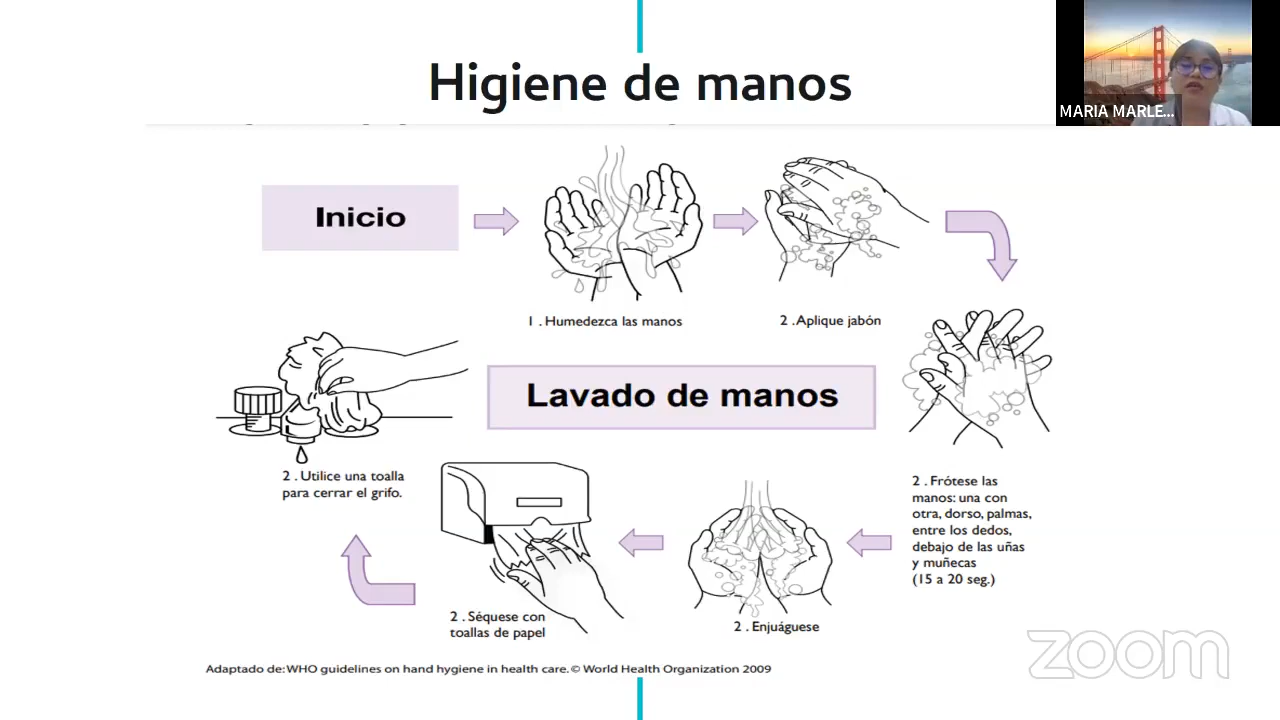 Higiene de manos
MARIA MARLE...
Inicio
1 . Humedezca las manos
2 . Aplique jabón
Lavado de manos
2 . Frótese las
manos: una con
otra, dorso, palmas,
entre los dedos,
debajo de las uñas
y muñecas
(15 a 20 seg.)
2 . Enjuáguese
2 . Séquese con
toallas de papel
2 . Utilice una toalla
para cerrar el grifo.
Adaptado de: WHO guidelines on hand hygiene in health care. © World Health Organization 2009
zoom